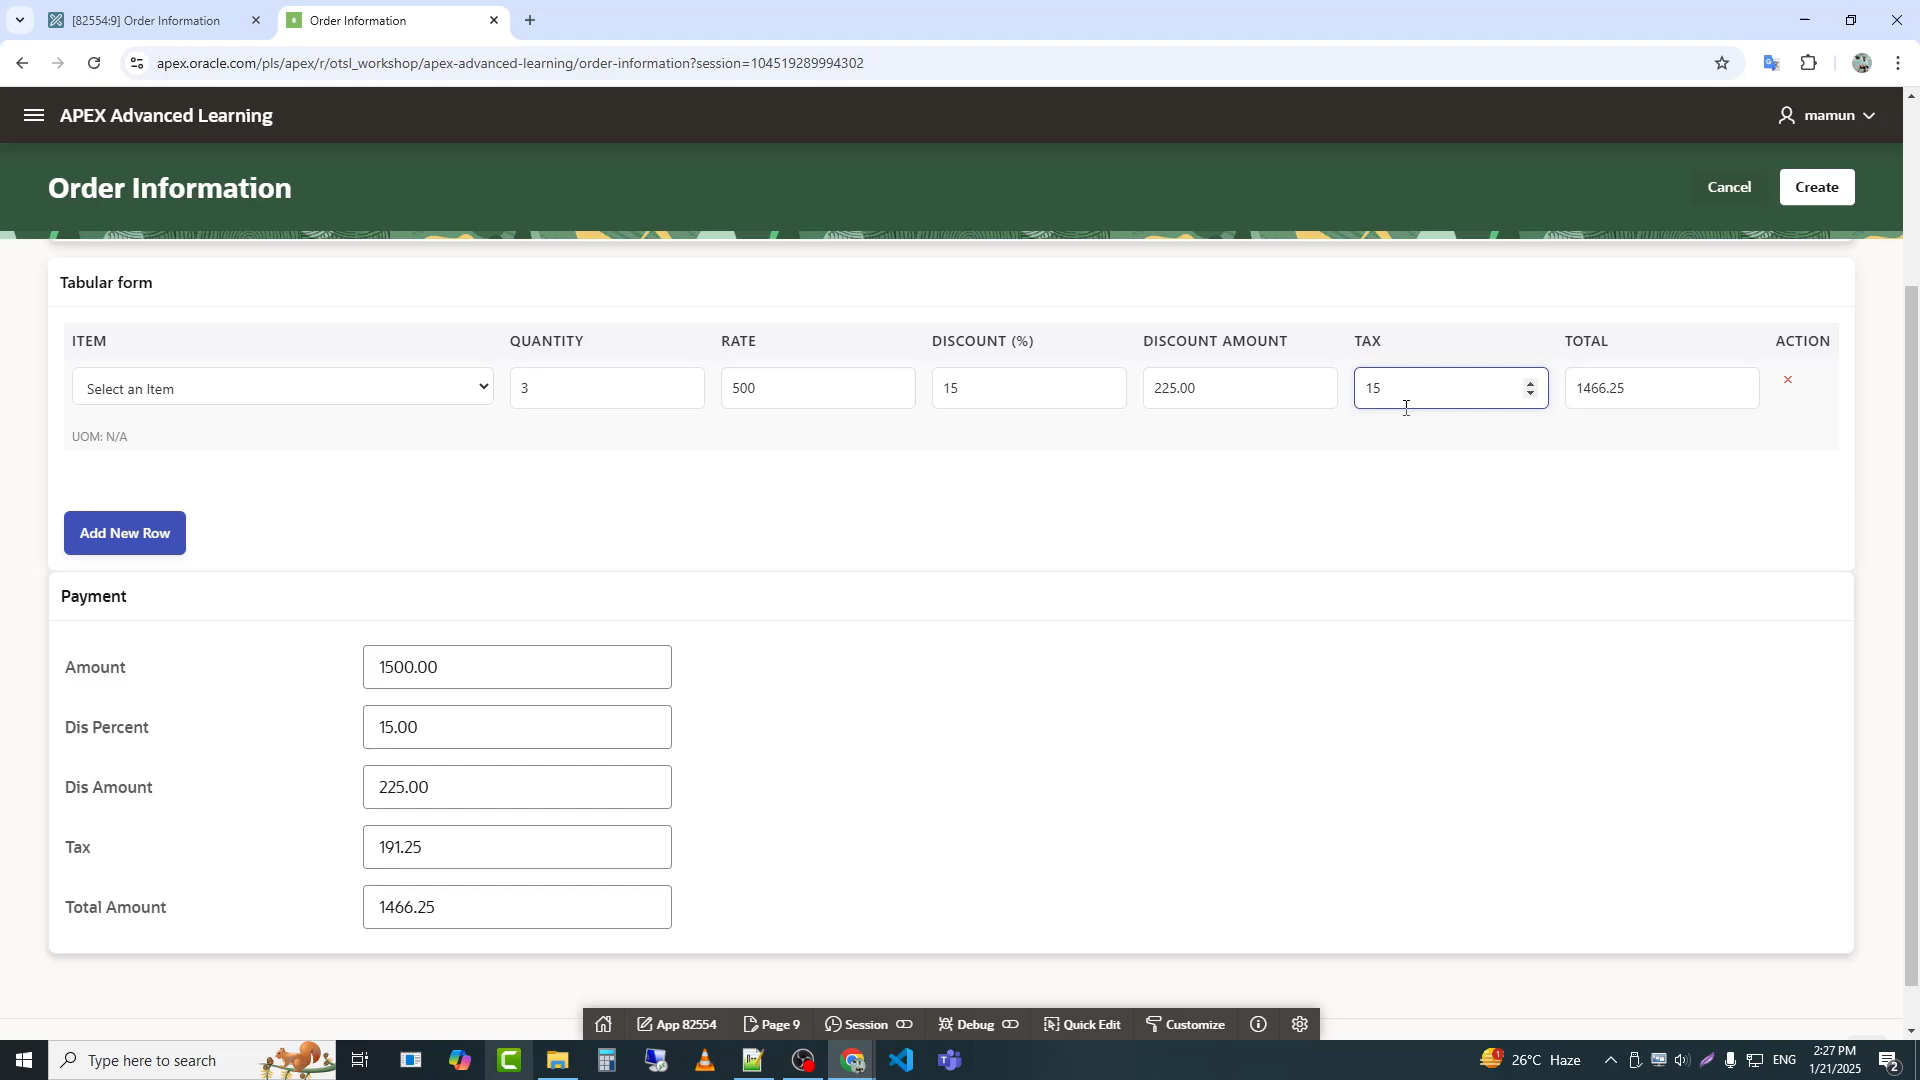 [82554:9] Order Information
Order Information
apex.oracle.com/pls/apex/r/otsl_workshop/apex-advanced-learning/order-information?session=104519289994302
APEX Advanced Learning
mamun
Order Information
Cancel
Create
Tabular form
ITEM QUANTITY RATE DISCOUNT (%) DISCOUNT AMOUNT TAX TOTAL ACTION
Select an Item 3 500 15 225.00 15 1466.25
UOM: N/A
Add New Row
Payment
Amount 1500.00
Dis Percent 15.00
Dis Amount 225.00
Tax 191.25
Total Amount 1466.25
App 82554 Page 9 Session Debug Quick Edit Customize
Type here to search
26°C Haze
ENG
2:27 PM
1/21/2025
2